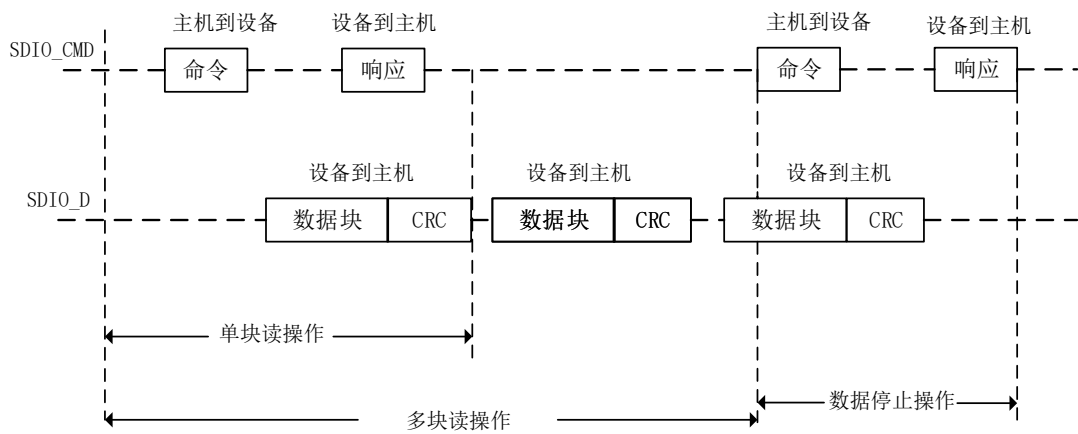 主机到设备 设备到主机 主机到设备 设备到主机
SDIO_CMD 命令 响应 命令 响应
设备到主机 设备到主机 设备到主机
SDIO_D 数据块 CRC 数据块 CRC 数据块 CRC
单块读操作
多块读操作 数据停止操作